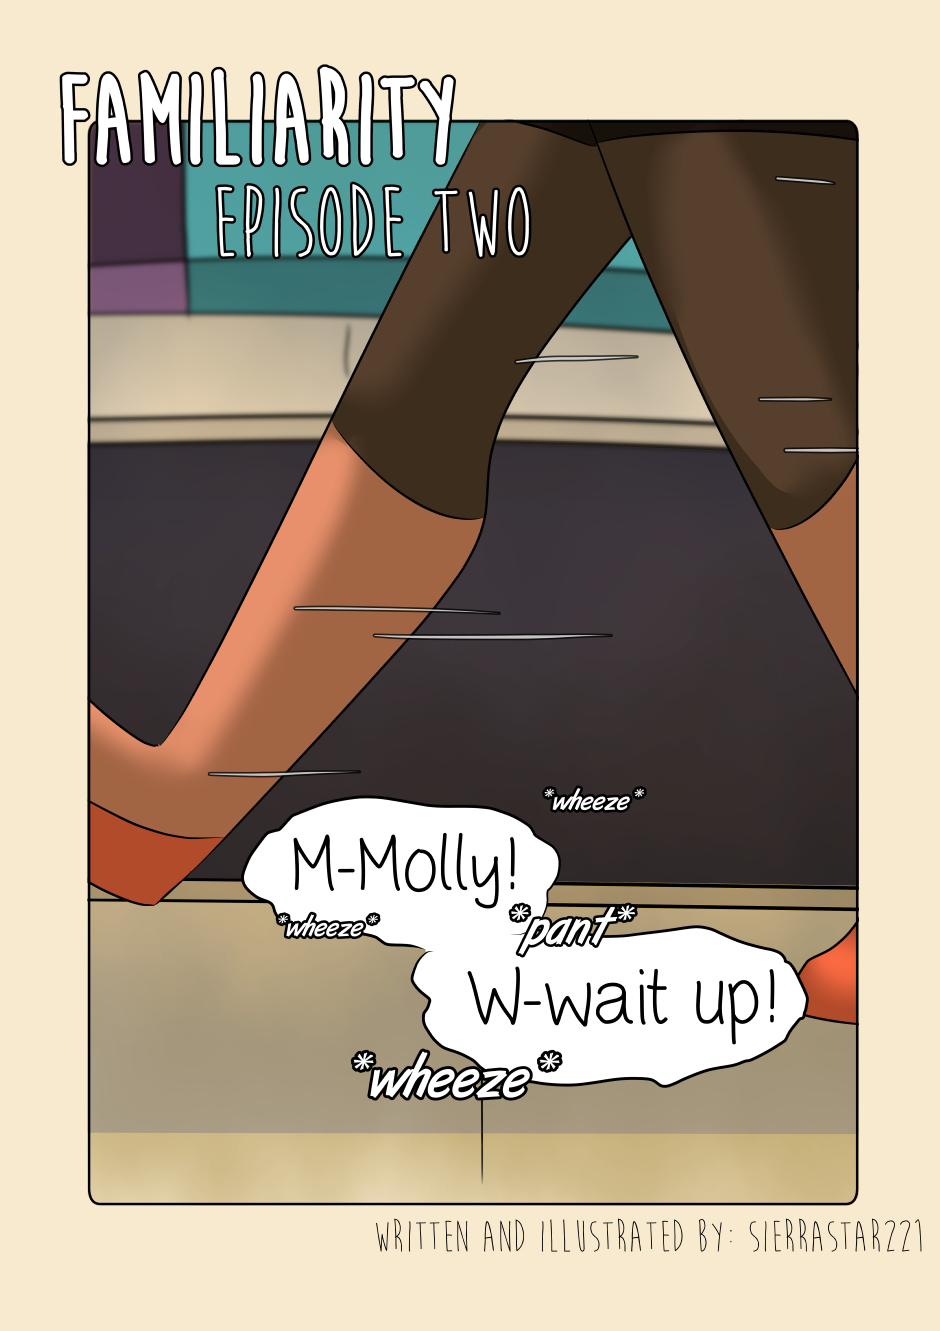 FAMILIARITY
EPISODE TWO
*wheeze*
M-Molly!
*wheeze*
*pant*
W-wait up!
*wheeze*
WRITTEN AND ILLUSTRATED BY: SIERRASTAR221